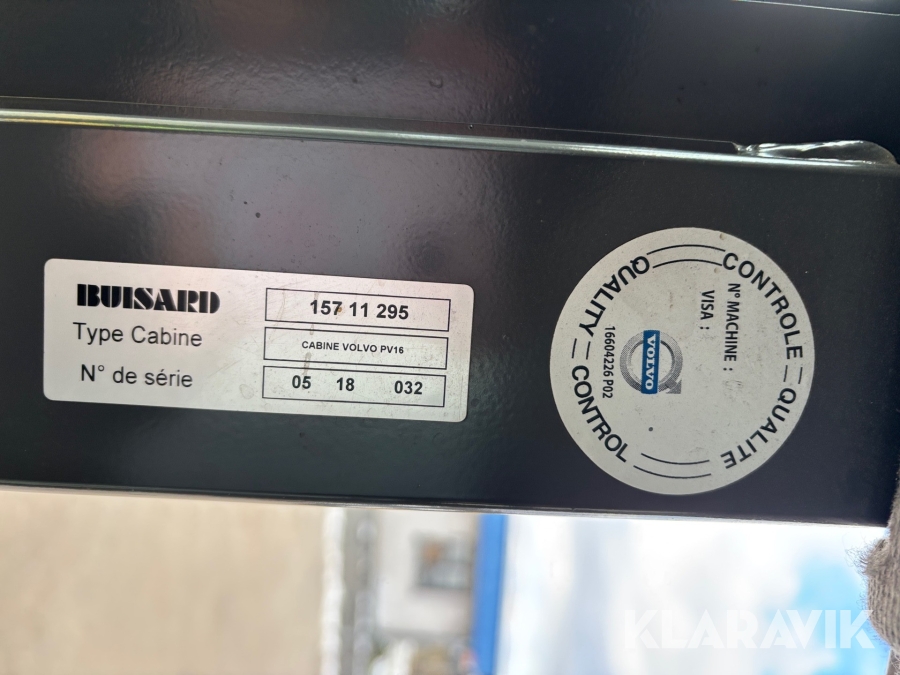 BUISARD
157 11 295
Type Cabine
CABINE VOLVO PV16
N° de série
05 18 032
CONTROLE – QUALITE
QUALITY – CONTROL
N° MACHINE :
VISA :
VOLVO
16604226 P02
KLARAVIK